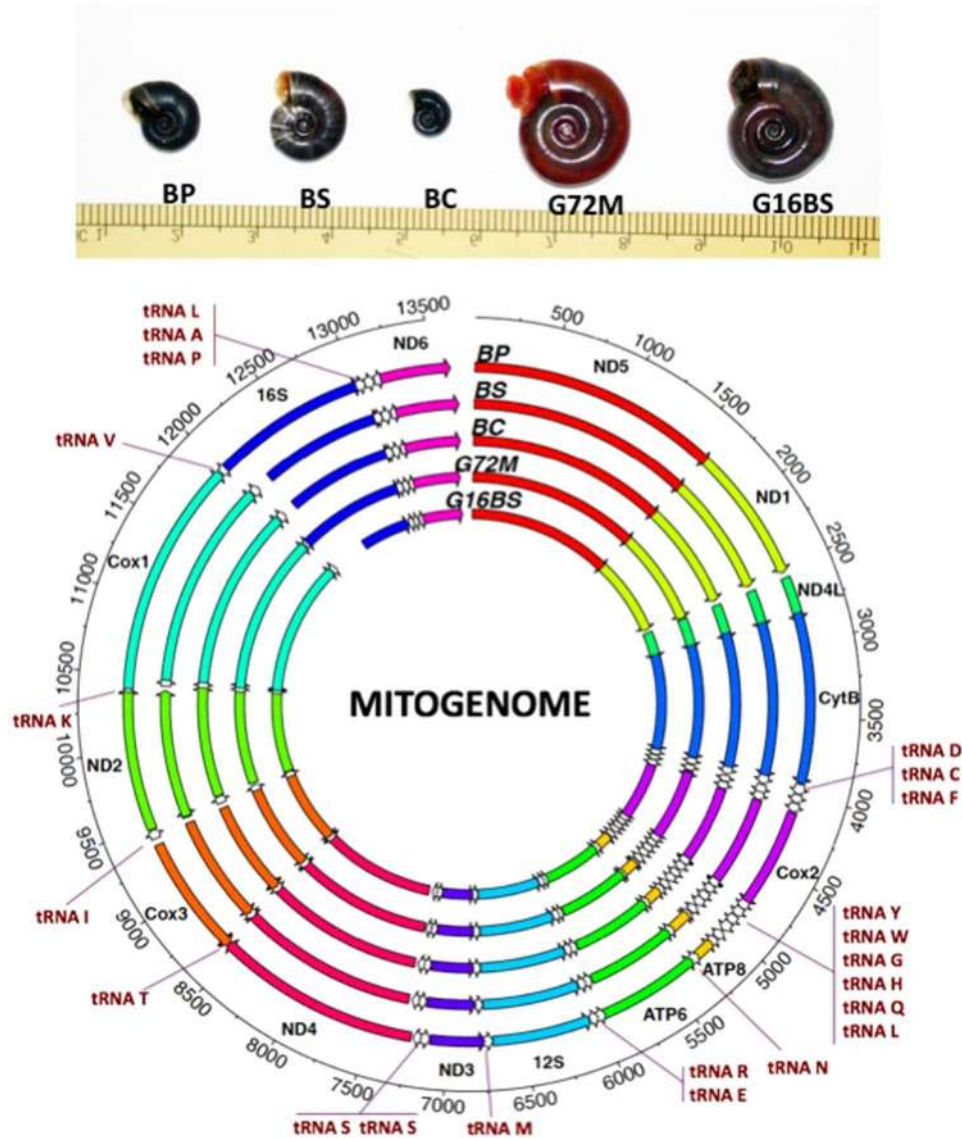 BP
BS
BC
G72M
G16BS
tRNA L
tRNA A
tRNA P
tRNA V
tRNA K
tRNA I
tRNA T
tRNA S tRNA S
tRNA M
tRNA R
tRNA E
tRNA N
tRNA Y
tRNA W
tRNA G
tRNA H
tRNA Q
tRNA L
tRNA D
tRNA C
tRNA F
500
1000
1500
2000
2500
3000
3500
4000
4500
5000
5500
6000
6500
7000
7500
8000
8500
9000
9500
10000
10500
11000
11500
12000
12500
13000
13500
ND5
ND1
ND4L
CytB
Cox2
ATP8
ATP6
12S
ND3
ND4
Cox3
ND2
Cox1
16S
ND6
BP
BS
BC
G72M
G16BS
MITOGENOME